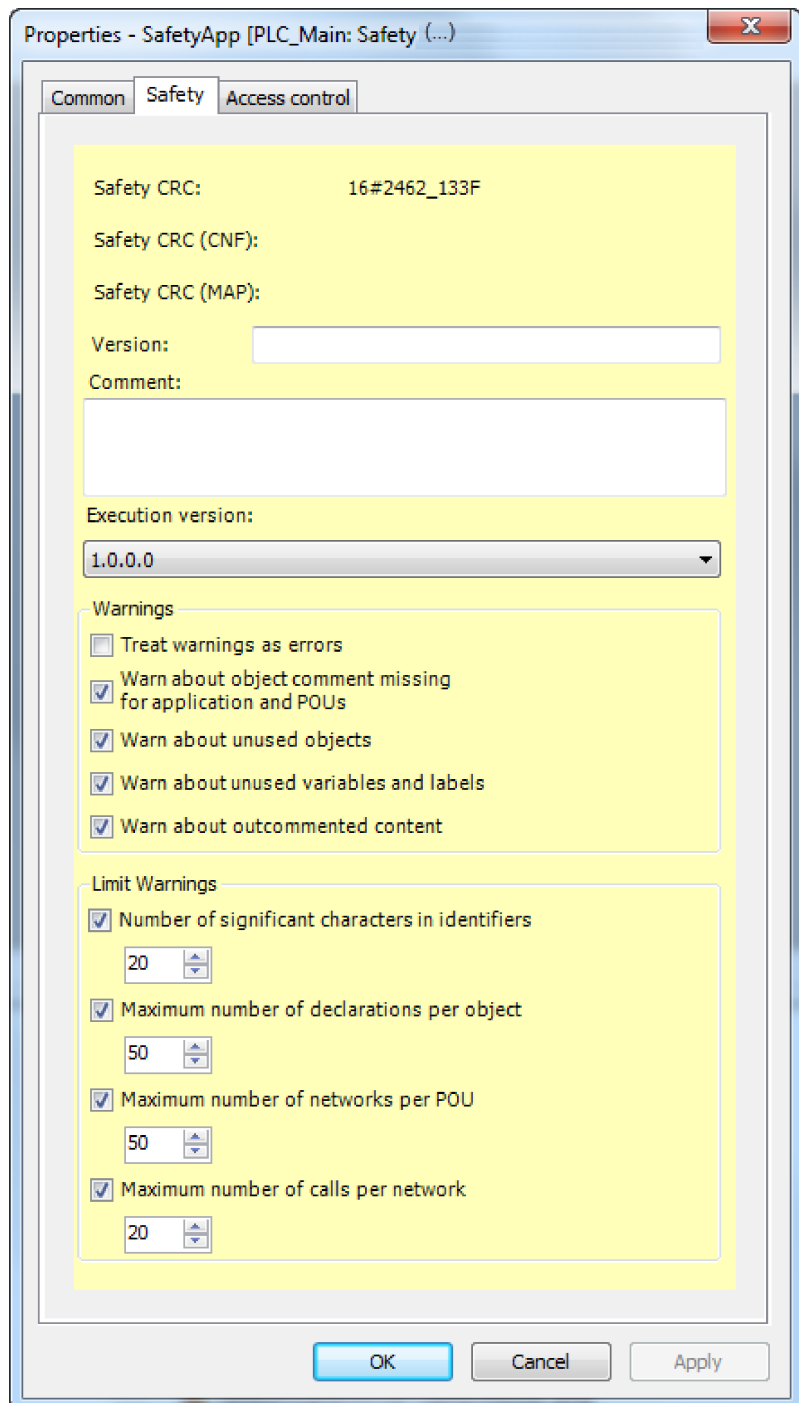 Properties - SafetyApp [PLC_Main: Safety (...)
Common Safety Access control
Safety CRC: 16#2462_133F
Safety CRC (CNF):
Safety CRC (MAP):
Version:
Comment:
Execution version:
1.0.0.0
Warnings
Treat warnings as errors
Warn about object comment missing
for application and POUs
Warn about unused objects
Warn about unused variables and labels
Warn about outcommented content
Limit Warnings
Number of significant characters in identifiers
20
Maximum number of declarations per object
50
Maximum number of networks per POU
50
Maximum number of calls per network
20
OK Cancel Apply